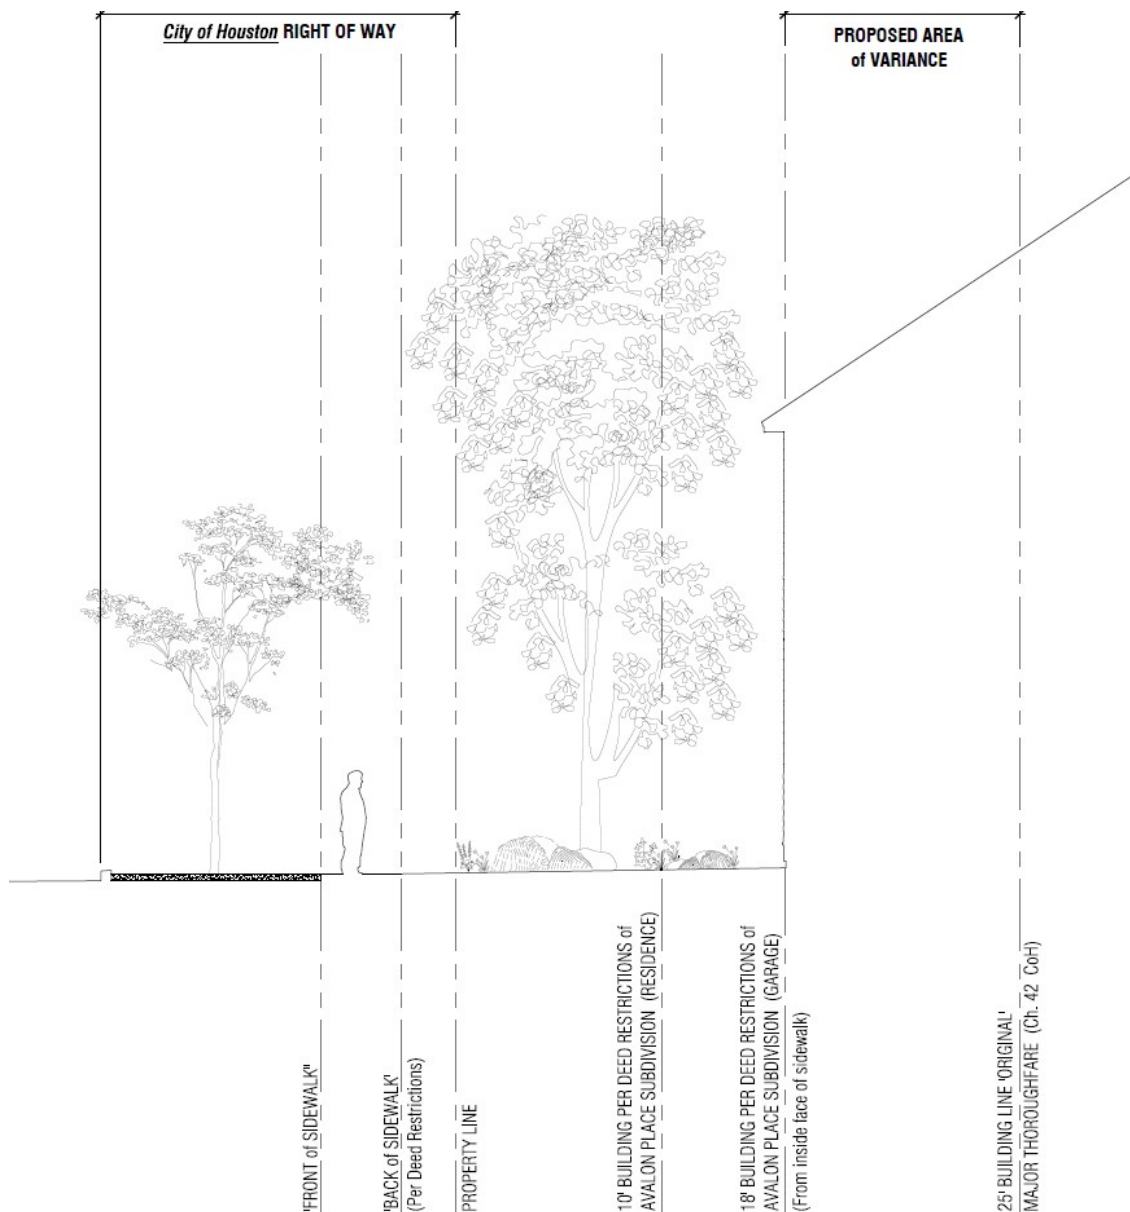 City of Houston RIGHT OF WAY
PROPOSED AREA
of VARIANCE
'FRONT of SIDEWALK"
'BACK of SIDEWALK'
(Per Deed Restrictions)
PROPERTY LINE
10' BUILDING PER DEED RESTRICTIONS of
AVALON PLACE SUBDIVISION (RESIDENCE)
18' BUILDING PER DEED RESTRICTIONS of
AVALON PLACE SUBDIVISION (GARAGE)
(From inside face of sidewalk)
25' BUILDING LINE 'ORIGINAL'
MAJOR THOROUGHFARE (Ch. 42 CoH)